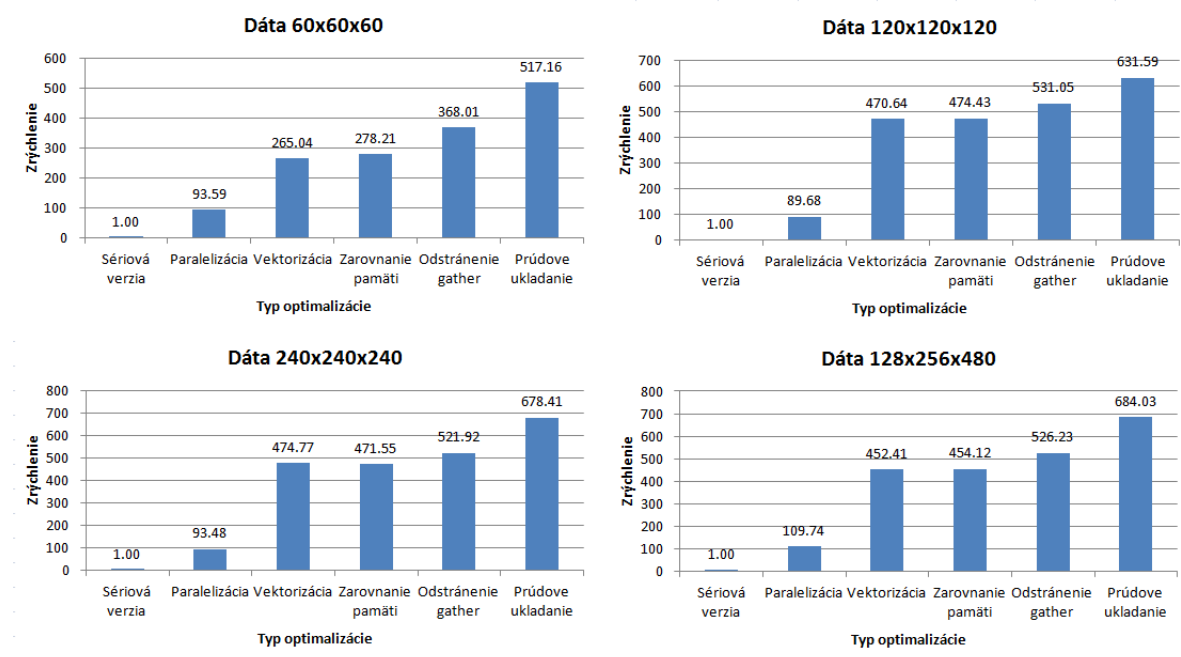 Dáta 60x60x60
Zrýchlenie
600
500
400
300
200
100
0
1.00
93.59
265.04
278.21
368.01
517.16
Sériová verzia
Paralelizácia
Vektorizácia
Zarovnanie pamäti
Odstránenie gather
Prúdove ukladanie
Typ optimalizácie
Dáta 120x120x120
Zrýchlenie
700
600
500
400
300
200
100
0
1.00
89.68
470.64
474.43
531.05
631.59
Sériová verzia
Paralelizácia
Vektorizácia
Zarovnanie pamäti
Odstránenie gather
Prúdove ukladanie
Typ optimalizácie
Dáta 240x240x240
Zrýchlenie
800
700
600
500
400
300
200
100
0
1.00
93.48
474.77
471.55
521.92
678.41
Sériová verzia
Paralelizácia
Vektorizácia
Zarovnanie pamäti
Odstránenie gather
Prúdove ukladanie
Typ optimalizácie
Dáta 128x256x480
Zrýchlenie
800
700
600
500
400
300
200
100
0
1.00
109.74
452.41
454.12
526.23
684.03
Sériová verzia
Paralelizácia
Vektorizácia
Zarovnanie pamäti
Odstránenie gather
Prúdove ukladanie
Typ optimalizácie